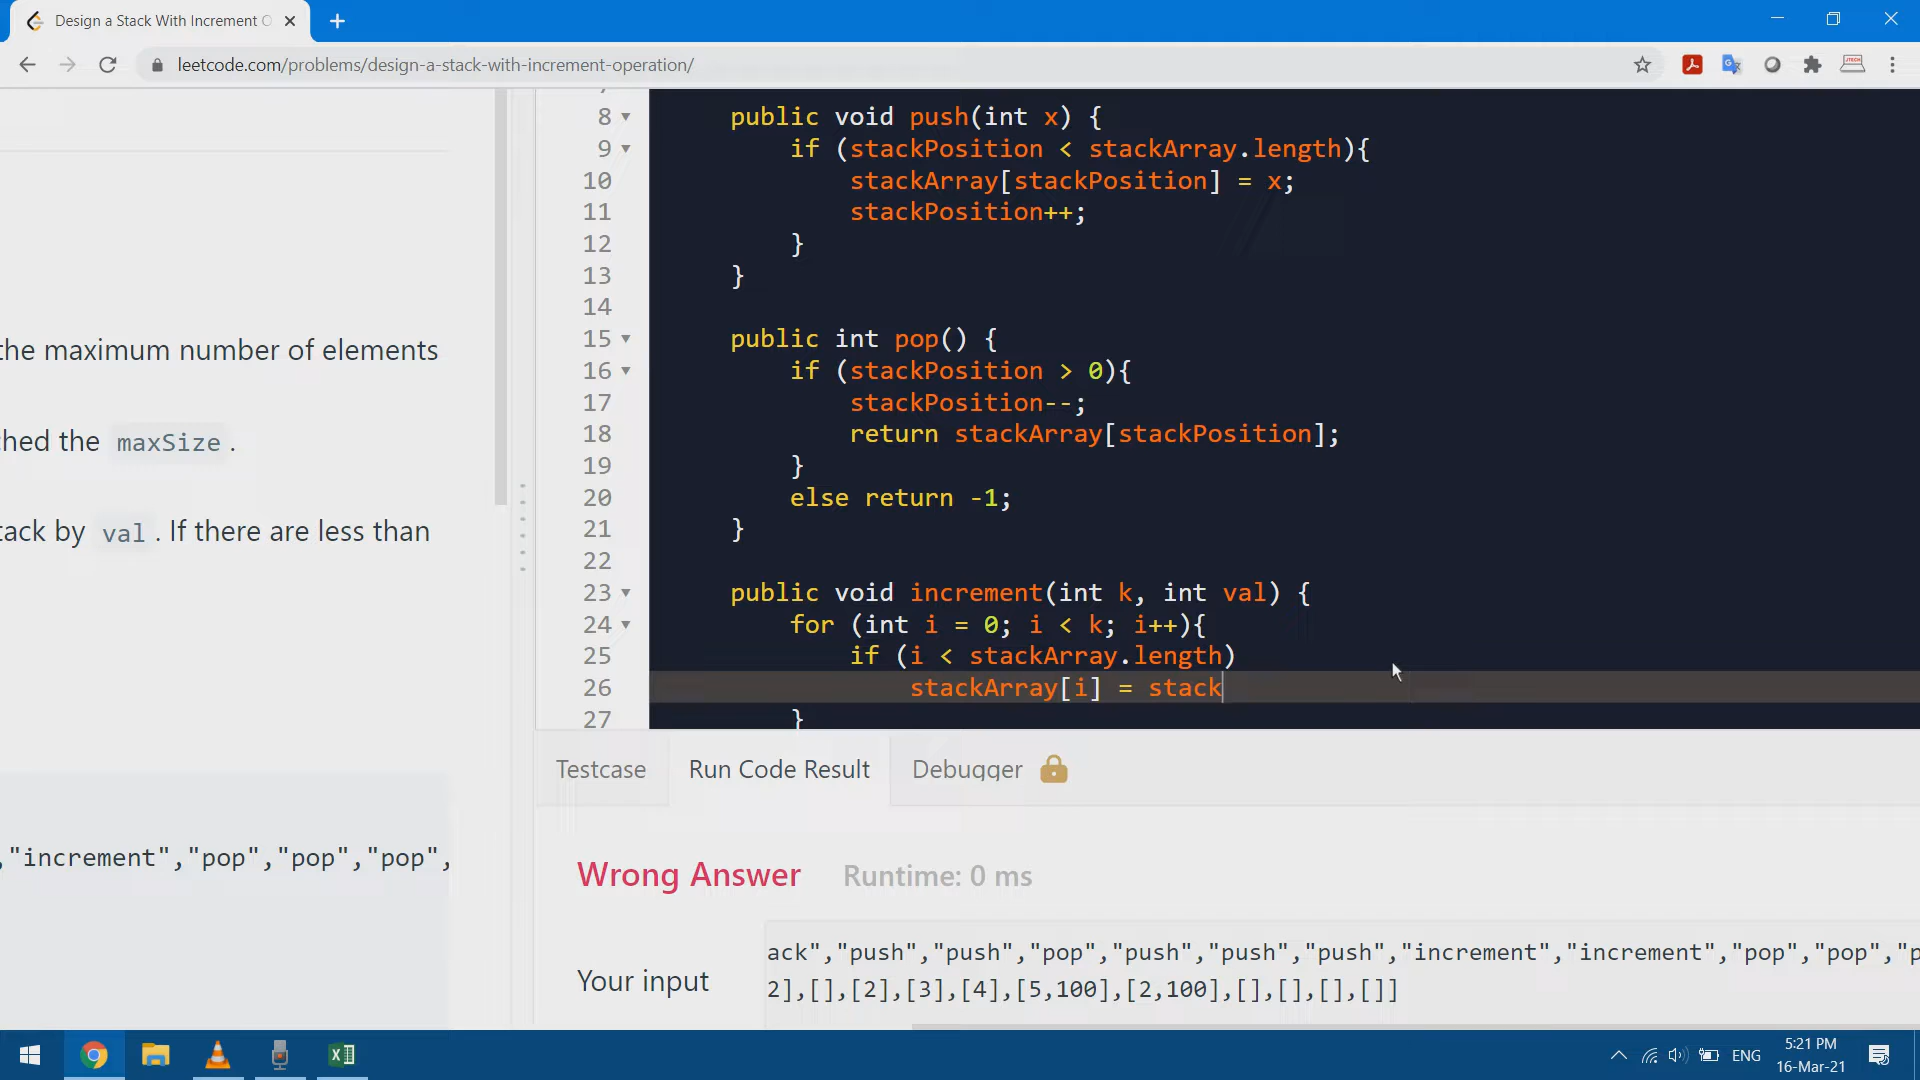 Design a Stack With Increment O
leetcode.com/problems/design-a-stack-with-increment-operation/
the maximum number of elements
ched the maxSize .
tack by val . If there are less than
,"increment","pop","pop","pop",
8 public void push(int x) {
9 if (stackPosition < stackArray.length){
10 stackArray[stackPosition] = x;
11 stackPosition++;
12 }
13 }
14
15 public int pop() {
16 if (stackPosition > 0){
17 stackPosition--;
18 return stackArray[stackPosition];
19 }
20 else return -1;
21 }
22
23 public void increment(int k, int val) {
24 for (int i = 0; i < k; i++){
25 if (i < stackArray.length)
26 stackArray[i] = stack
27 }
Testcase Run Code Result Debugger
Wrong Answer Runtime: 0 ms
Your input
ack","push","push","pop","push","push","push","increment","increment","pop","pop","p
2],[],[2],[3],[4],[5,100],[2,100],[],[],[],[]]
ENG
5:21 PM
16-Mar-21